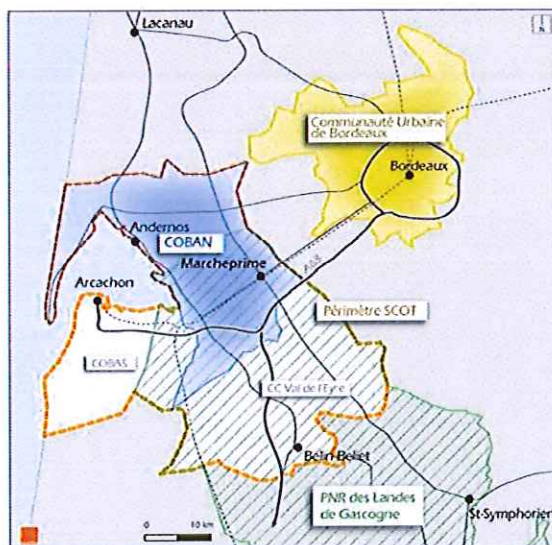 Lacanau
N
Communauté Urbaine
de Bordeaux
Bordeaux
Andernos
COBAN
Marcheprime
A63
Arcachon
Périmètre SCOT
COBAS
CC Val de l'Eyre
Belin-Beliet
PNR des Landes
de Gascogne
St-Symphorien
0 10 km